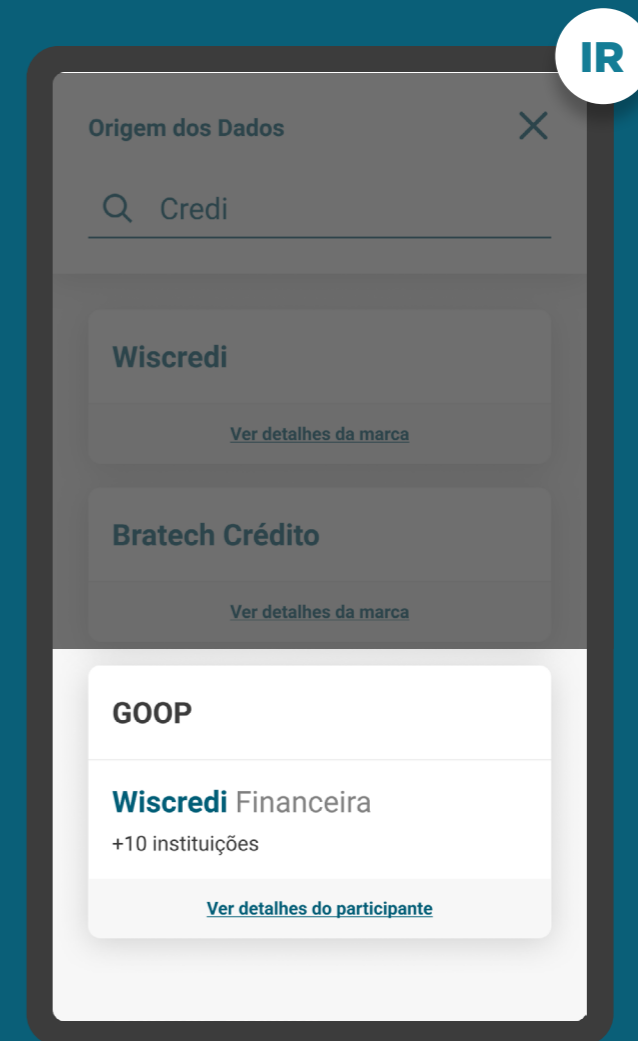 IR
Origem dos Dados
Credi
Wiscredi
Ver detalhes da marca
Bratech Crédito
Ver detalhes da marca
GOOP
Wiscredi Financeira
+10 instituições
Ver detalhes do participante